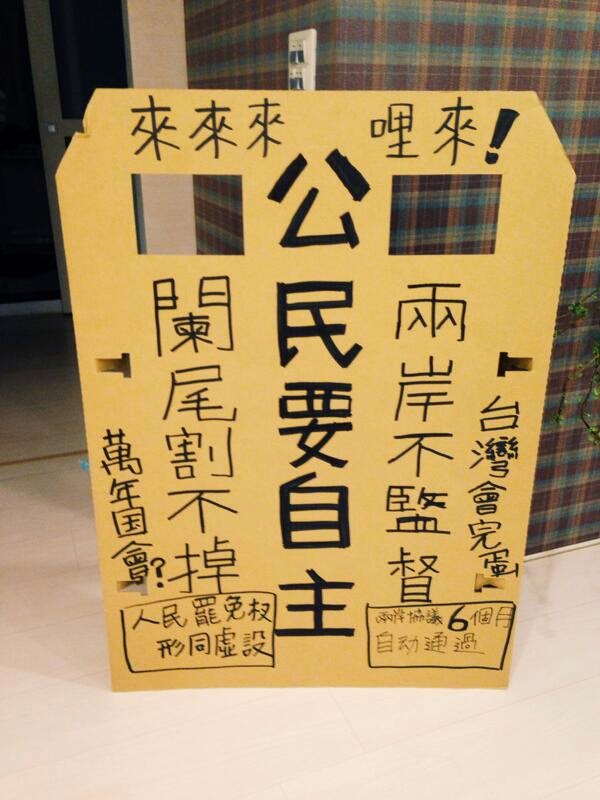 來來來 哩來!
公民要自主
兩岸不監督
台灣會完蛋
兩岸協議6個月
自动通過
闌尾割不掉
萬年国會?
人民罷免权
形同虛設